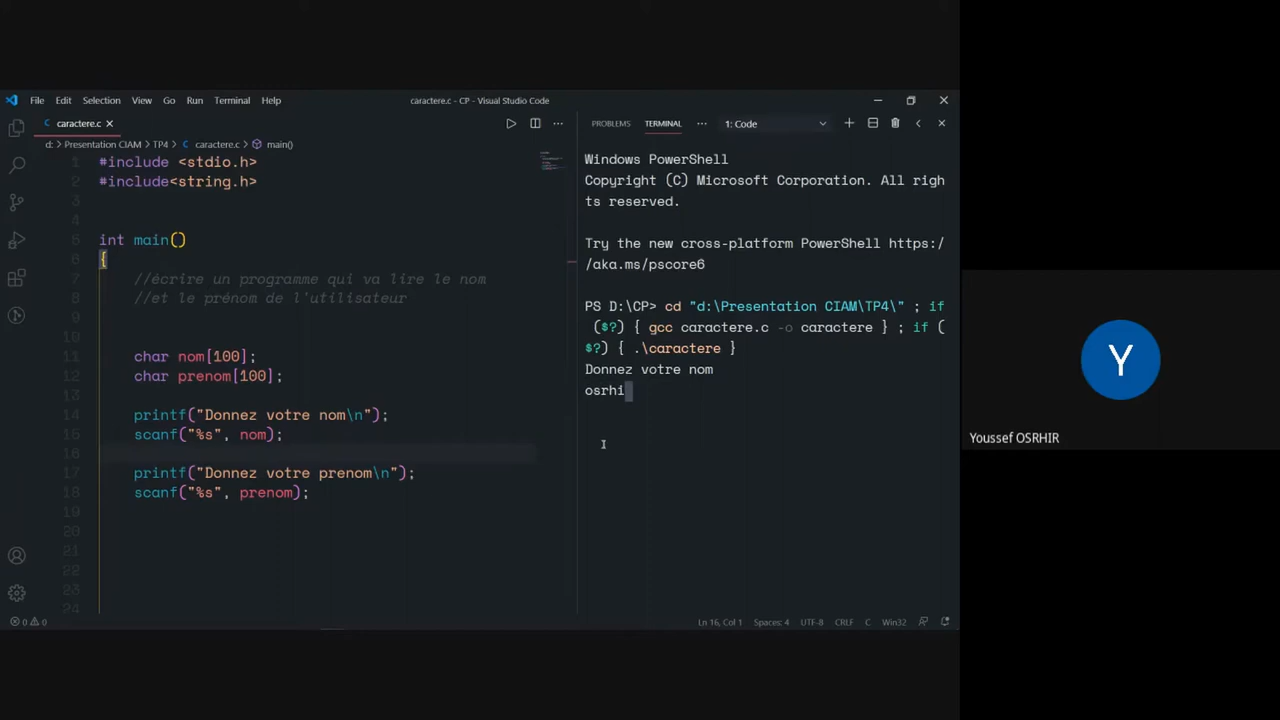 File Edit Selection View Go Run Terminal Help
caractere.c - CP - Visual Studio Code
caractere.c
d: > Presentation CIAM > TP4 > caractere.c > main()
1 #include <stdio.h>
2 #include<string.h>
3
4
5 int main()
6 {
7 //écrire un programme qui va lire le nom
8 //et le prénom de l'utilisateur
9
10
11 char nom[100];
12 char prenom[100];
13
14 printf("Donnez votre nom\n");
15 scanf("%s", nom);
16
17 printf("Donnez votre prenom\n");
18 scanf("%s", prenom);
19
20
21
22
23
24
PROBLEMS TERMINAL ... 1: Code
Windows PowerShell
Copyright (C) Microsoft Corporation. All righ
ts reserved.
Try the new cross-platform PowerShell https:/
/aka.ms/pscore6
PS D:\CP> cd "d:\Presentation CIAM\TP4\" ; if
($?) { gcc caractere.c -o caractere } ; if (
$?) { .\caractere }
Donnez votre nom
osrhi
0 0
Ln 16, Col 1 Spaces: 4 UTF-8 CRLF C Win32
Y
Youssef OSRHIR